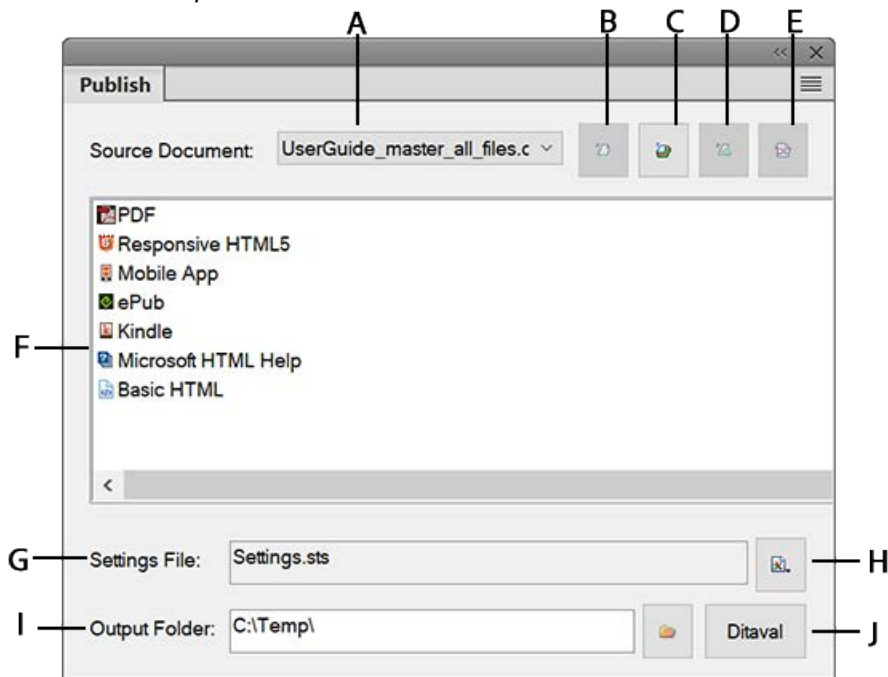 A B C D E
Publish
Source Document: UserGuide_master_all_files.c
PDF
Responsive HTML5
Mobile App
ePub
Kindle
F
Microsoft HTML Help
Basic HTML
G Settings File: Settings.sts H
I Output Folder: C:\Temp\ Ditaval J